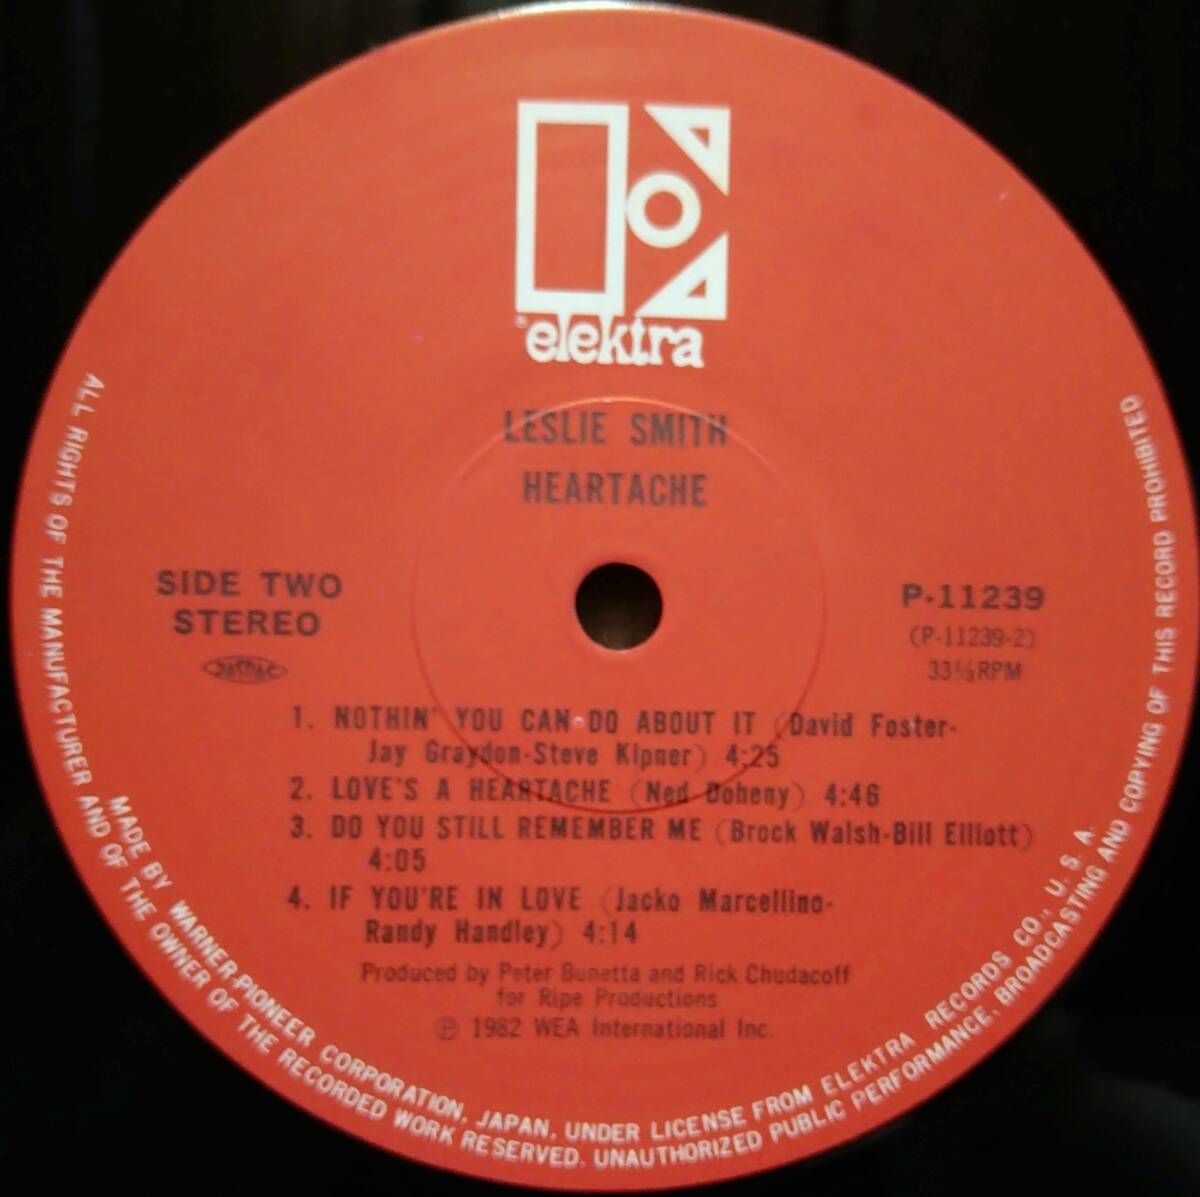 elektra
LESLIE SMITH
HEARTACHE
SIDE TWO
STEREO
JASRAC
P-11239
(P-11239-2)
33⅓RPM
1. NOTHIN' YOU CAN DO ABOUT IT (David Foster-
Jay Graydon-Steve Kipner) 4:25
2. LOVE'S A HEARTACHE (Ned Doheny) 4:46
3. DO YOU STILL REMEMBER ME (Brock Walsh-Bill Elliott)
4:05
4. IF YOU'RE IN LOVE (Jacko Marcellino-
Randy Handley) 4:14
Produced by Peter Bunetta and Rick Chudacoff
for Ripe Productions
℗ 1982 WEA International Inc.
MADE BY WARNER-PIONEER CORPORATION, JAPAN, UNDER LICENSE FROM ELEKTRA RECORDS CO., U. S. A.
ALL RIGHTS OF THE MANUFACTURER AND OF THE OWNER OF THE RECORDED WORK RESERVED. UNAUTHORIZED PUBLIC PERFORMANCE, BROADCASTING AND COPYING OF THIS RECORD PROHIBITED